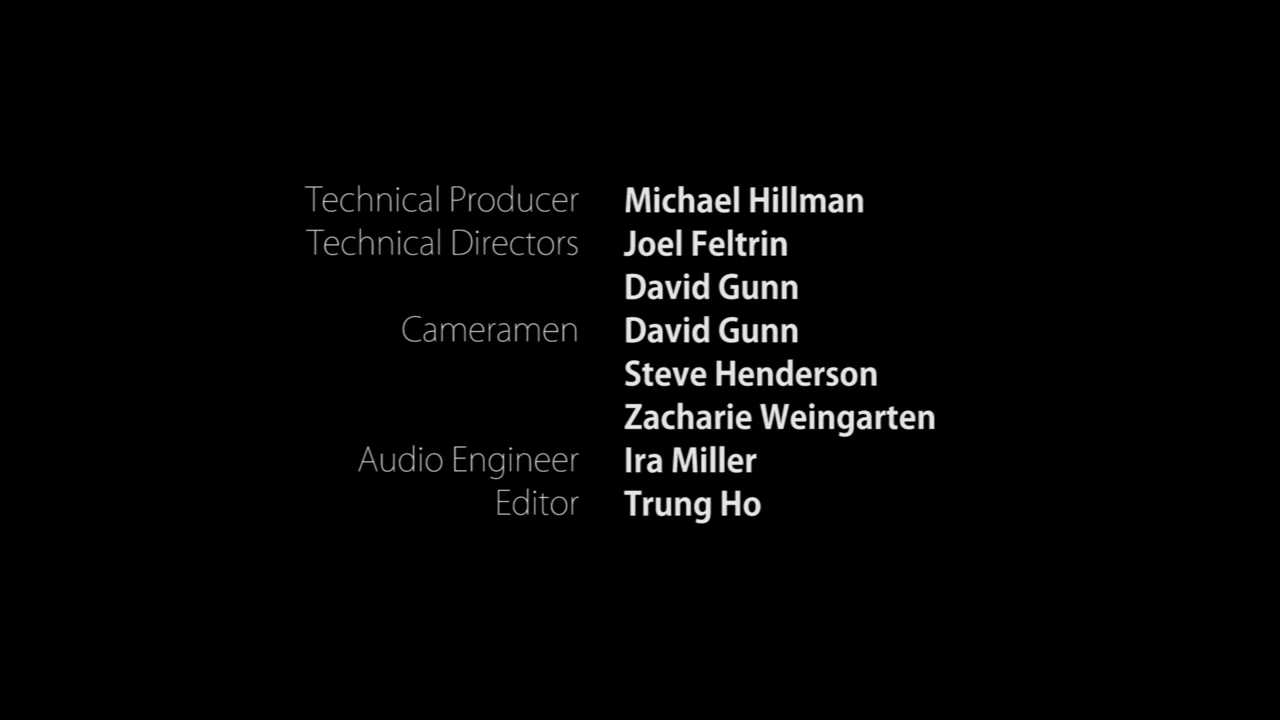 Technical Producer Michael Hillman
Technical Directors Joel Feltrin
David Gunn
Cameramen David Gunn
Steve Henderson
Zacharie Weingarten
Audio Engineer Ira Miller
Editor Trung Ho